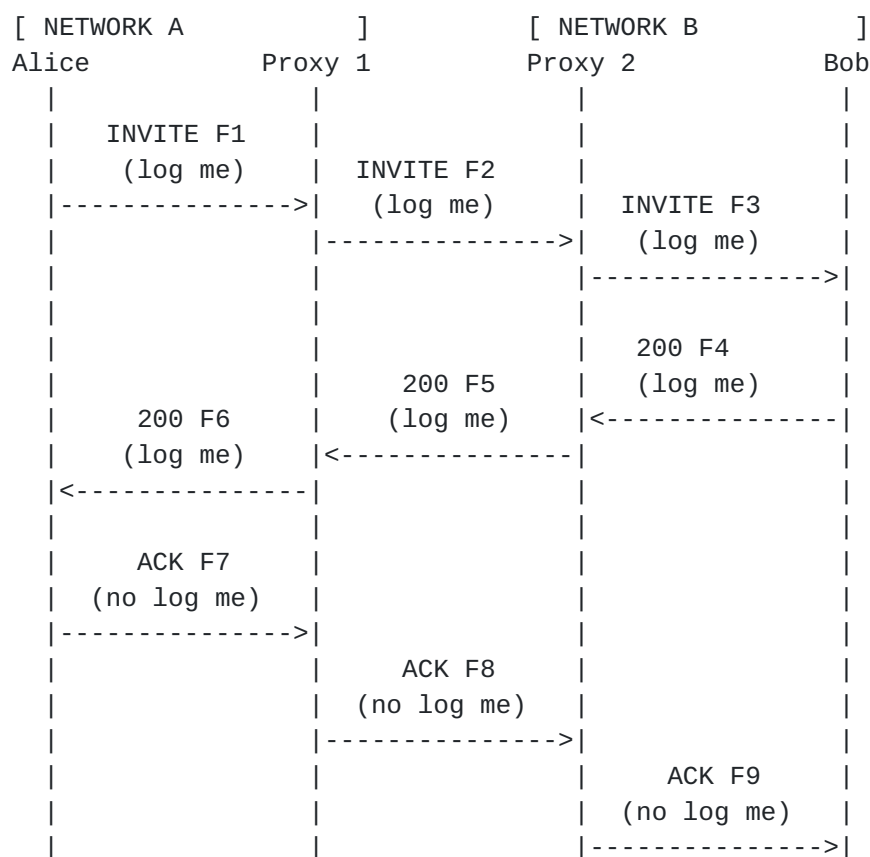 [ NETWORK A           ]          [ NETWORK B          ]
Alice           Proxy 1          Proxy 2            Bob
INVITE F1
(log me)       INVITE F2
(log me)        INVITE F3
(log me)
200 F4
200 F5         (log me)
200 F6          (log me)
(log me)
ACK F7
(no log me)
ACK F8
(no log me)
ACK F9
(no log me)